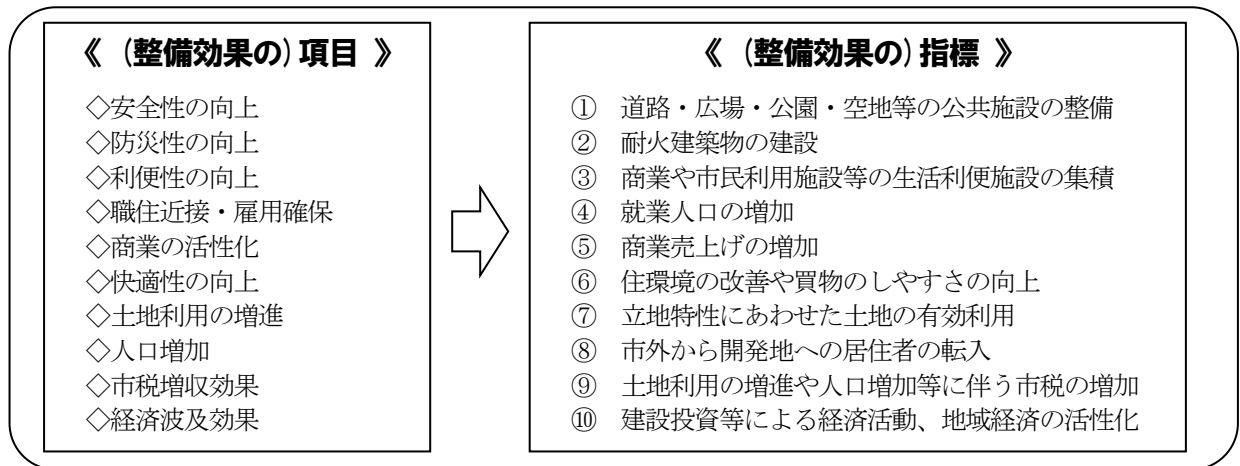 《 (整備効果の) 項目 》
◇安全性の向上
◇防災性の向上
◇利便性の向上
◇職住近接・雇用確保
◇商業の活性化
◇快適性の向上
◇土地利用の増進
◇人口増加
◇市税増収効果
◇経済波及効果
《 (整備効果の) 指標 》
① 道路・広場・公園・空地等の公共施設の整備
② 耐火建築物の建設
③ 商業や市民利用施設等の生活利便施設の集積
④ 就業人口の増加
⑤ 商業売上げの増加
⑥ 住環境の改善や買物のしやすさの向上
⑦ 立地特性にあわせた土地の有効利用
⑧ 市外から開発地への居住者の転入
⑨ 土地利用の増進や人口増加等に伴う市税の増加
⑩ 建設投資等による経済活動、地域経済の活性化